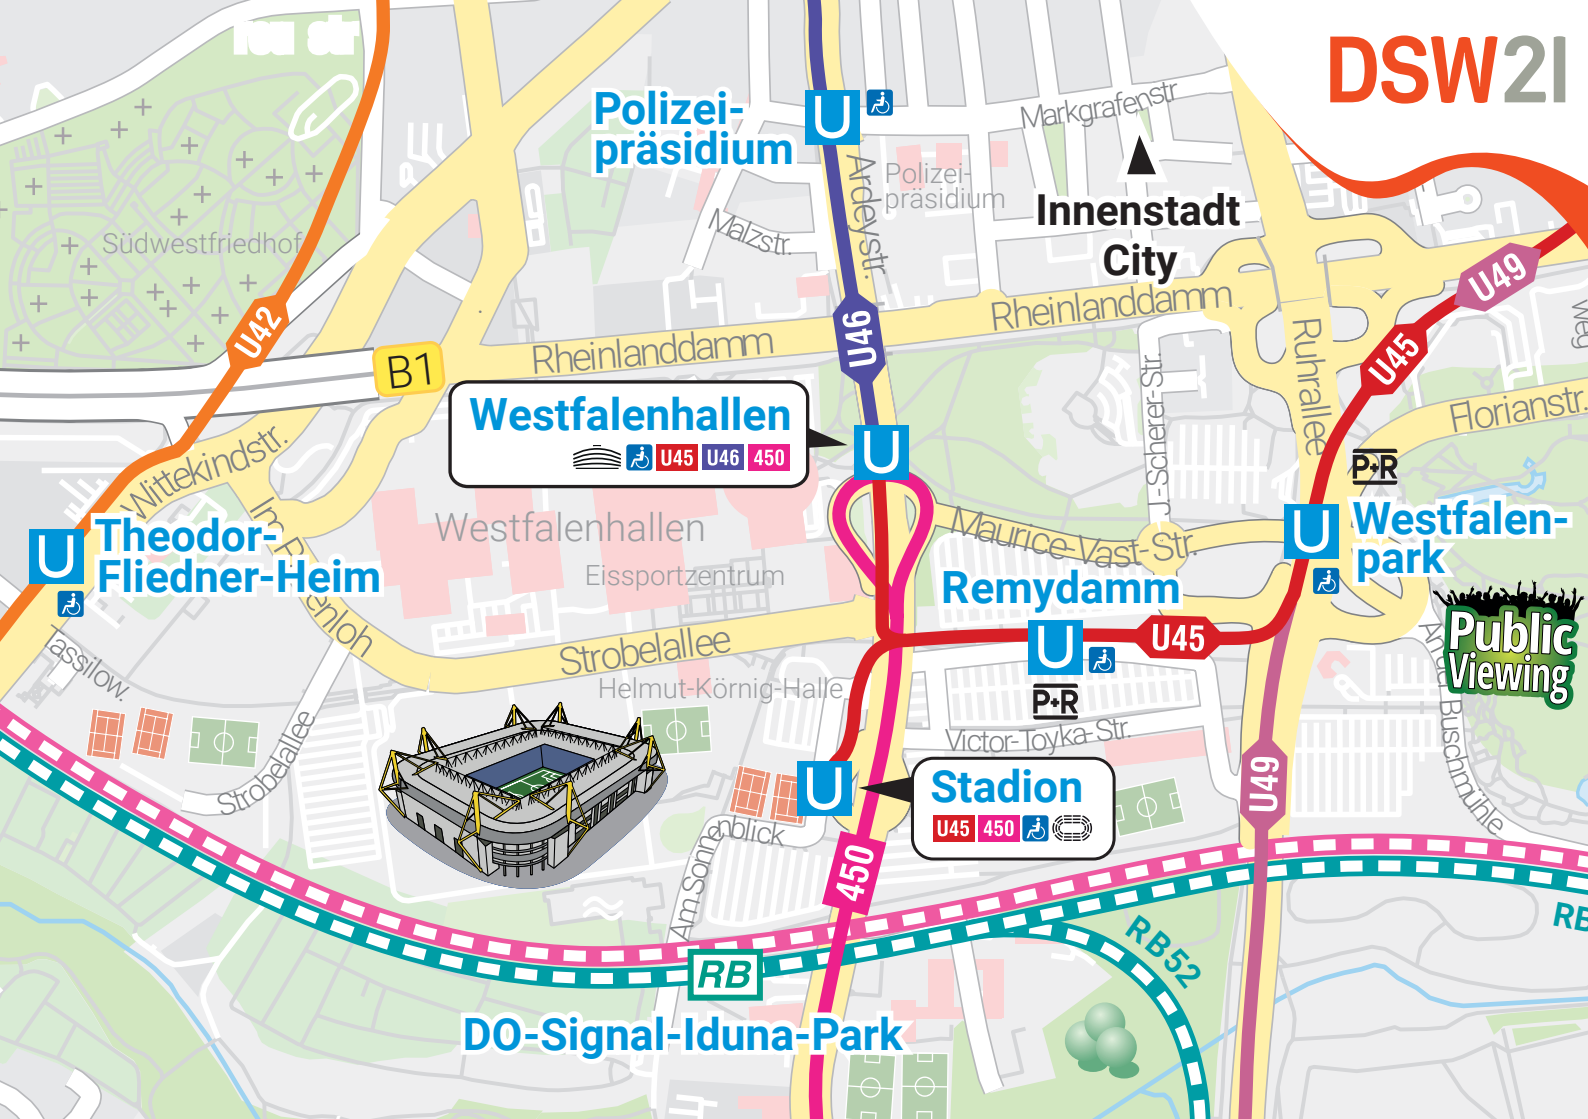 DSW21
Polizei-
präsidium
U
Markgrafenstr
Polizei-
präsidium
Ardeystr.
Malzstr.
Innenstadt
City
Südwestfriedhof
U42
U46
U49
U45
B1
Rheinlanddamm
Rheinlanddamm
Ruhrallee
J.-Scherer-Str.
Florianstr.
Weg
Westfalenhallen
U45 U46 450
U
Wittekindstr.
P+R
Westfalenhallen
Eissportzentrum
Maurice-Vast-Str.
U
Westfalen-
park
U
Theodor-
Fliedner-Heim
Remydamm
U
U45
P+R
Public
Viewing
Strobelallee
Helmut-Körnig-Halle
Victor-Toyka-Str.
Strobelallee
U
Stadion
U45 450
U49
450
RB
RB52
DO-Signal-Iduna-Park